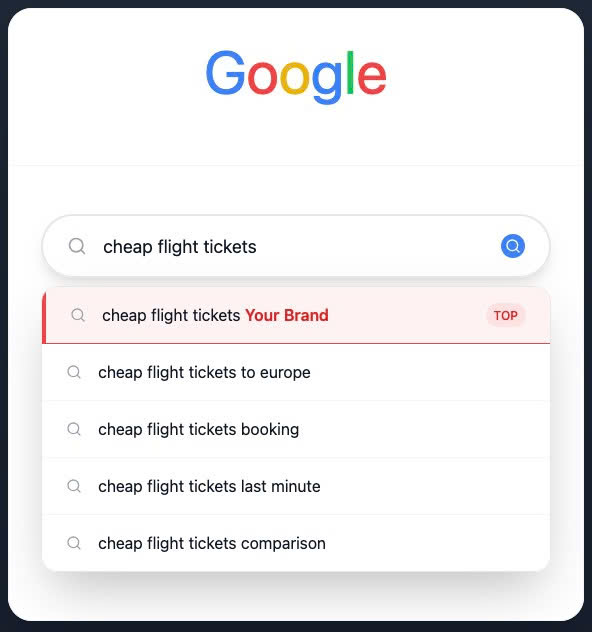 Google
cheap flight tickets
cheap flight tickets Your Brand TOP
cheap flight tickets to europe
cheap flight tickets booking
cheap flight tickets last minute
cheap flight tickets comparison